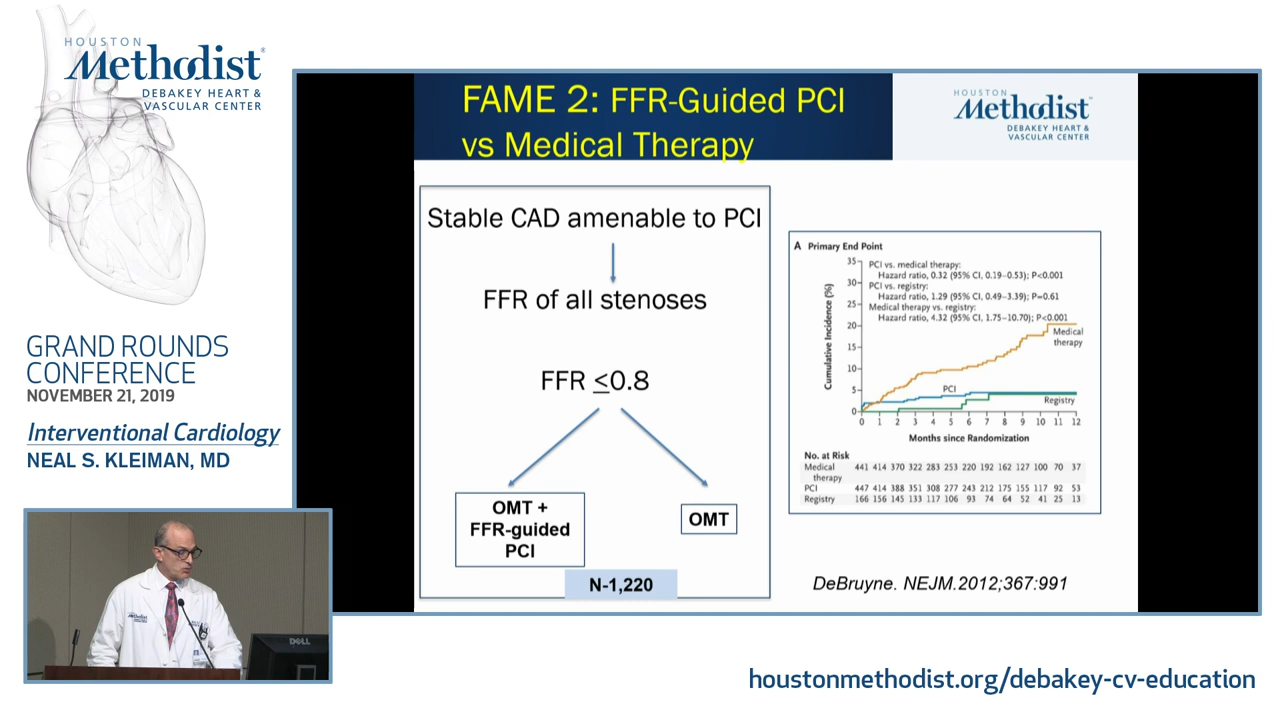 HOUSTON
Methodist®
DEBAKEY HEART &
VASCULAR CENTER
GRAND ROUNDS
CONFERENCE
NOVEMBER 21, 2019
Interventional Cardiology
NEAL S. KLEIMAN, MD
FAME 2: FFR-Guided PCI
vs Medical Therapy
HOUSTON
Methodist
DEBAKEY HEART &
VASCULAR CENTER
Stable CAD amenable to PCI
FFR of all stenoses
FFR ≤0.8
OMT +
FFR-guided
PCI
OMT
N-1,220
A Primary End Point
PCI vs. medical therapy:
Hazard ratio, 0.32 (95% CI, 0.19–0.53); P<0.001
PCI vs. registry:
Hazard ratio, 1.29 (95% CI, 0.49–3.39); P=0.61
Medical therapy vs. registry:
Hazard ratio, 4.32 (95% CI, 1.75–10.70); P<0.001
Cumulative Incidence (%)
35
30
25
20
15
10
5
0
Medical
therapy
PCI
Registry
0 1 2 3 4 5 6 7 8 9 10 11 12
Months since Randomization
No. at Risk
Medical therapy 441 414 370 322 283 253 220 192 162 127 100 70 37
PCI 447 414 388 351 308 277 243 212 175 155 117 92 53
Registry 166 156 145 133 117 106 93 74 64 52 41 25 13
DeBruyne. NEJM.2012;367:991
Methodist
DELL
houstonmethodist.org/debakey-cv-education